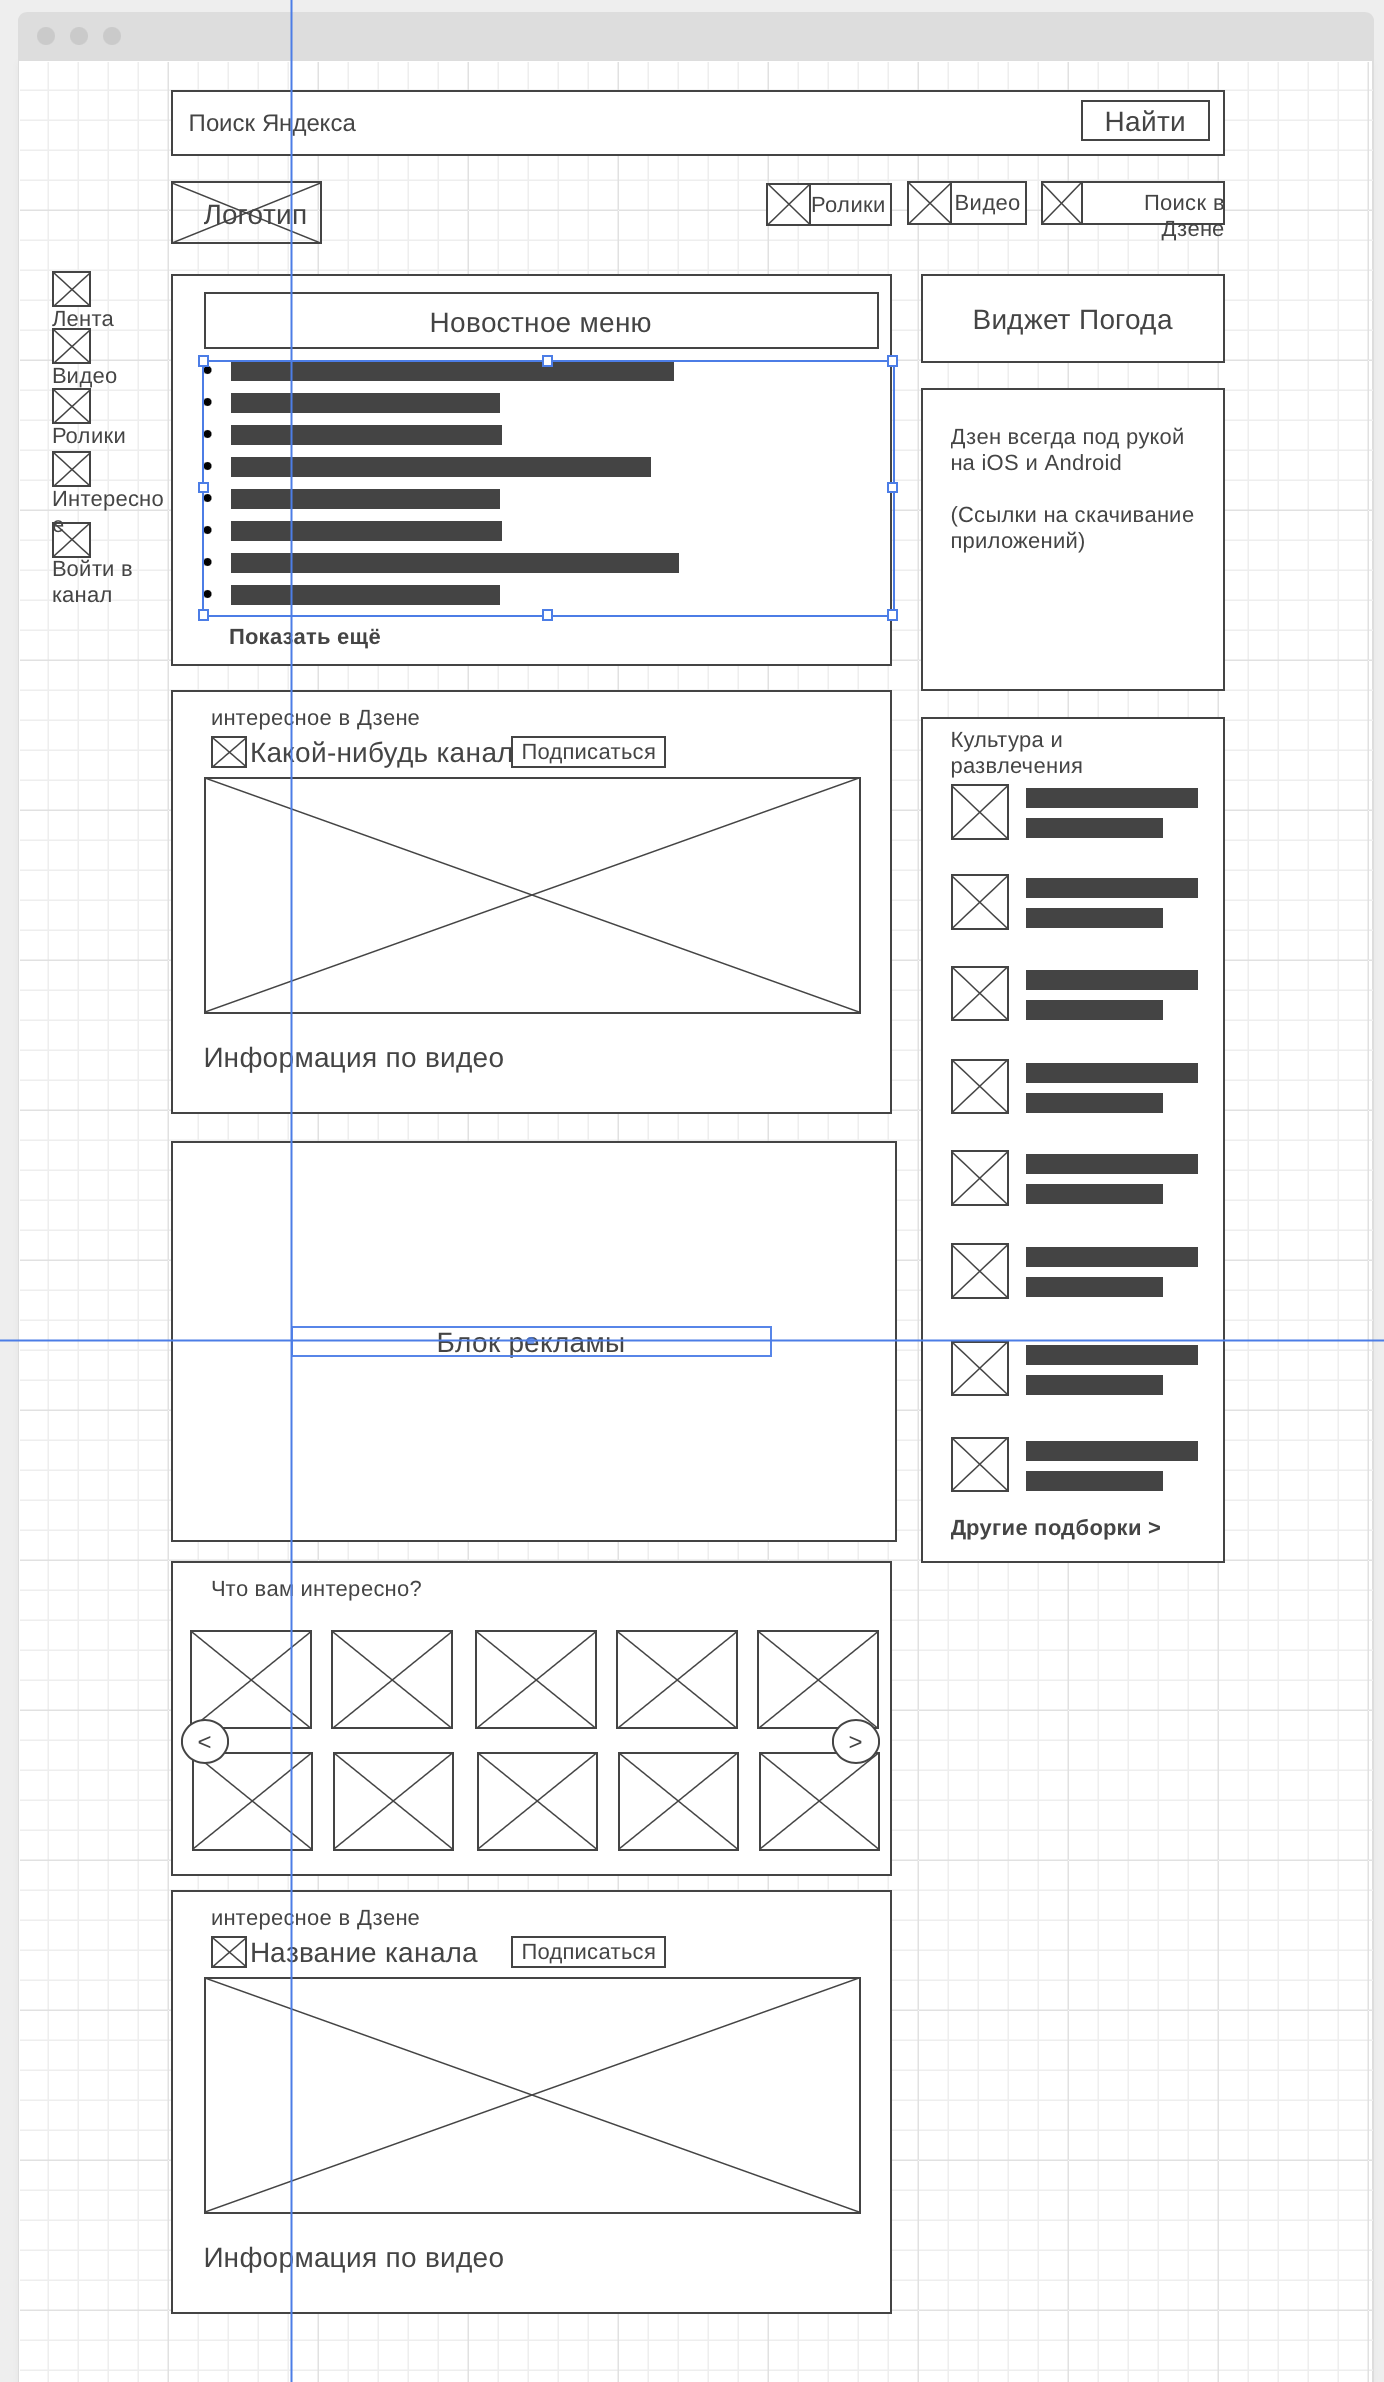 Поиск Яндекса
Найти
Логотип
Ролики
Видео
Поиск в
Дзене
Лента
Видео
Ролики
Интересно
е
Войти в
канал
Новостное меню
Показать ещё
Виджет Погода
Дзен всегда под рукой
на iOS и Android
(Ссылки на скачивание
приложений)
интересное в Дзене
Какой-нибудь канал
Подписаться
Информация по видео
Культура и
развлечения
Другие подборки >
Блок рекламы
Что вам интересно?
<
>
интересное в Дзене
Название канала
Подписаться
Информация по видео